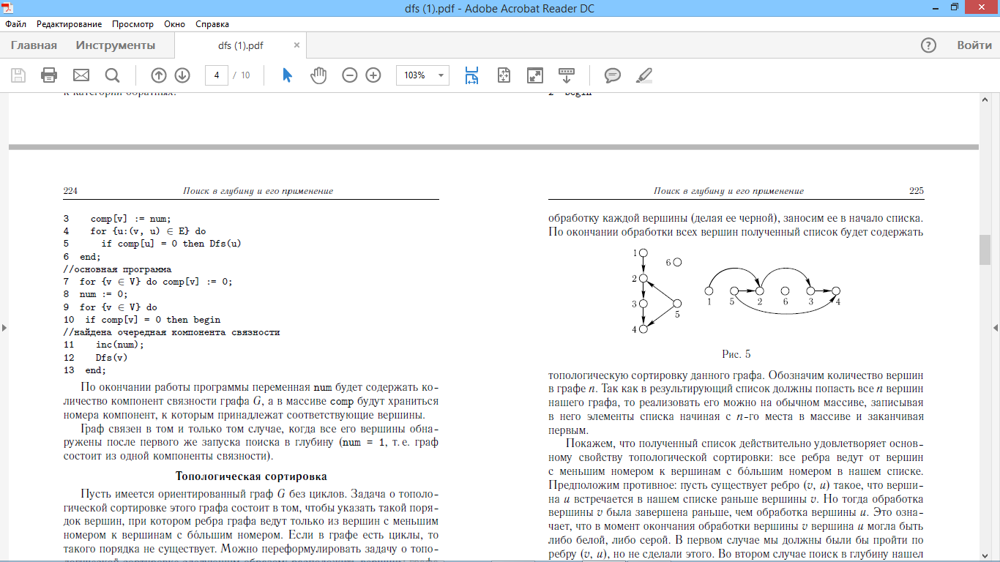 dfs (1).pdf - Adobe Acrobat Reader DC
Файл Редактирование Просмотр Окно Справка
Главная Инструменты dfs (1).pdf × Войти
4 / 10 103%
к категории обратных.
2 begin
224 Поиск в глубину и его применение
3 comp[v] := num;
4 for {u:(v, u) ∈ E} do
5 if comp[u] = 0 then Dfs(u)
6 end;
//основная программа
7 for {v ∈ V} do comp[v] := 0;
8 num := 0;
9 for {v ∈ V} do
10 if comp[v] = 0 then begin
//найдена очередная компонента связности
11 inc(num);
12 Dfs(v)
13 end;
По окончании работы программы переменная num будет содержать ко-
личество компонент связности графа G, а в массиве comp будут храниться
номера компонент, к которым принадлежат соответствующие вершины.
Граф связен в том и только том случае, когда все его вершины обна-
ружены после первого же запуска поиска в глубину (num = 1, т. е. граф
состоит из одной компоненты связности).
Топологическая сортировка
Пусть имеется ориентированный граф G без циклов. Задача о тополо-
гической сортировке этого графа состоит в том, чтобы указать такой поря-
док вершин, при котором ребра графа ведут только из вершин с меньшим
номером к вершинам с бóльшим номером. Если в графе есть циклы, то
такого порядка не существует. Можно переформулировать задачу о топо-
Поиск в глубину и его применение 225
обработку каждой вершины (делая ее черной), заносим ее в начало списка.
По окончании обработки всех вершин полученный список будет содержать
1
6
2
3
5
4
1 5 2 6 3 4
Рис. 5
топологическую сортировку данного графа. Обозначим количество вершин
в графе n. Так как в результирующий список должны попасть все n вершин
нашего графа, то реализовать его можно на обычном массиве, записывая
в него элементы списка начиная с n-го места в массиве и заканчивая
первым.
Покажем, что полученный список действительно удовлетворяет основ-
ному свойству топологической сортировки: все ребра ведут от вершин
с меньшим номером к вершинам с бóльшим номером в нашем списке.
Предположим противное: пусть существует ребро (v, u) такое, что верши-
на u встречается в нашем списке раньше вершины v. Но тогда обработка
вершины v была завершена раньше, чем обработка вершины u. Это озна-
чает, что в момент окончания обработки вершины v вершина u могла быть
либо белой, либо серой. В первом случае мы должны были бы пройти по
ребру (v, u), но не сделали этого. Во втором случае поиск в глубину нашел